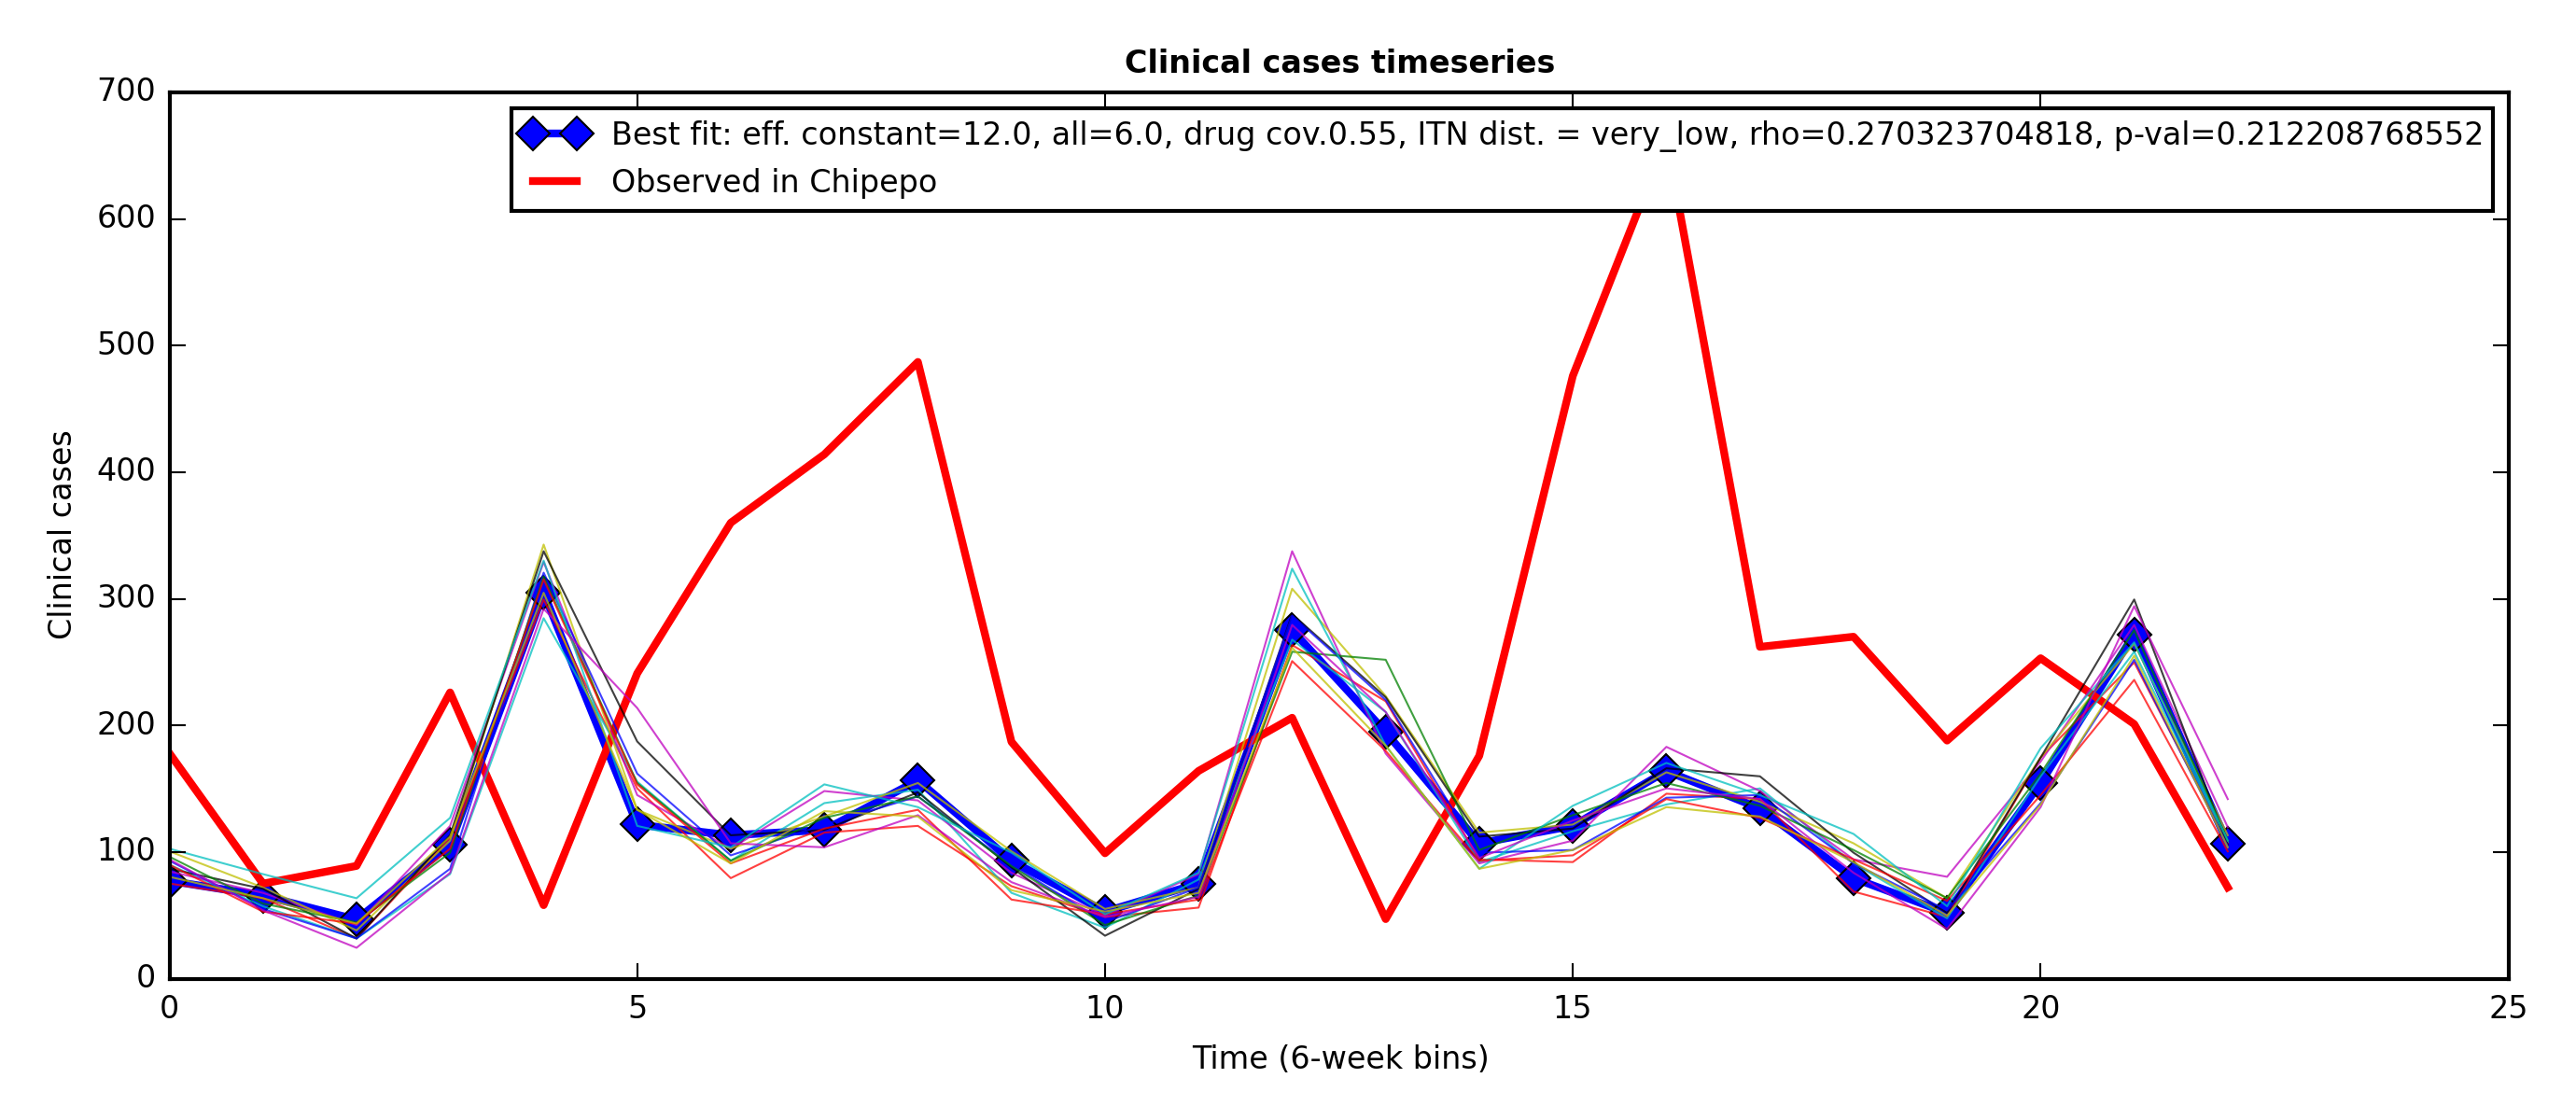 Clinical cases timeseries
700
600
500
400
300
200
100
0
Clinical cases
Best fit: eff. constant=12.0, all=6.0, drug cov.0.55, ITN dist. = very_low, rho=0.270323704818, p-val=0.212208768552
Observed in Chipepo
0 5 10 15 20 25
Time (6-week bins)